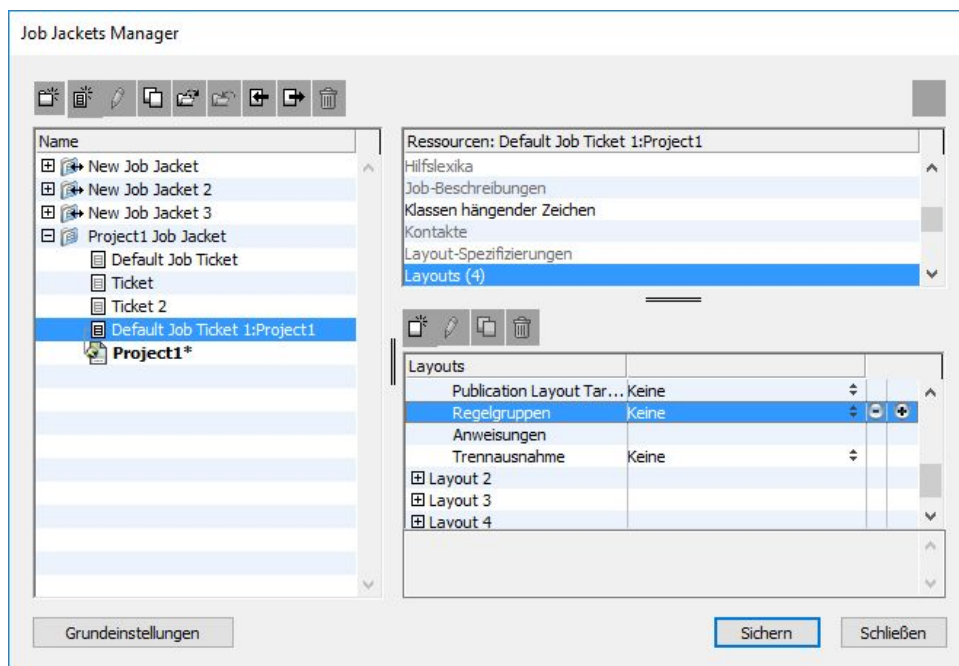 Job Jackets Manager
Name
New Job Jacket
New Job Jacket 2
New Job Jacket 3
Project1 Job Jacket
Default Job Ticket
Ticket
Ticket 2
Default Job Ticket 1:Project1
Project1*
Ressourcen: Default Job Ticket 1:Project1
Hilfslexika
Job-Beschreibungen
Klassen hängender Zeichen
Kontakte
Layout-Spezifizierungen
Layouts (4)
Layouts
Publication Layout Tar... Keine
Regelgruppen Keine
Anweisungen
Trennausnahme Keine
Layout 2
Layout 3
Layout 4
Grundeinstellungen
Sichern
Schließen